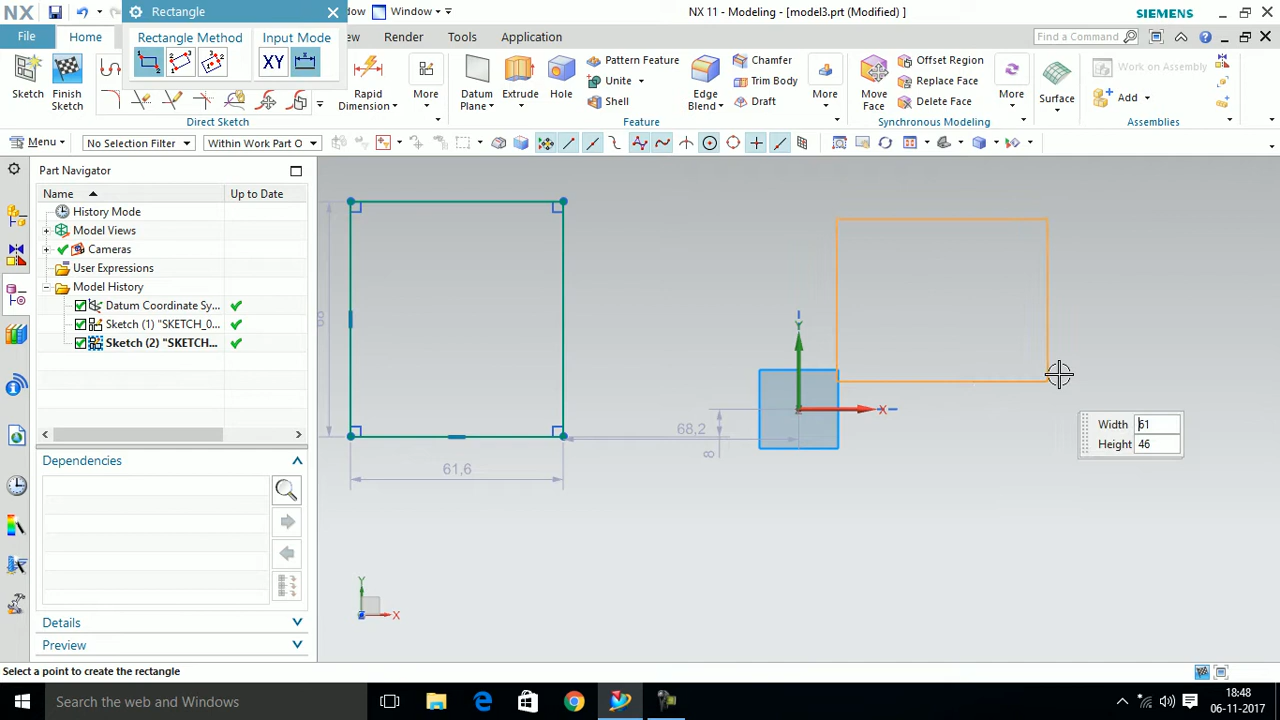 NX
Rectangle
dow
Window
NX 11 - Modeling - [model3.prt (Modified) ]
SIEMENS
File
Home
Rectangle Method
Input Mode
ew
Render
Tools
Application
Find a Command
XY
Sketch
Finish
Sketch
Rapid
Dimension
More
Datum
Plane
Extrude
Hole
Pattern Feature
Unite
Shell
Edge
Blend
Chamfer
Trim Body
Draft
More
Move
Face
Offset Region
Replace Face
Delete Face
More
Surface
Work on Assembly
Add
Direct Sketch
Feature
Synchronous Modeling
Assemblies
Menu
No Selection Filter
Within Work Part O
Part Navigator
Name
Up to Date
History Mode
Model Views
Cameras
User Expressions
Model History
Datum Coordinate Sy...
Sketch (1) "SKETCH_0...
Sketch (2) "SKETCH...
Dependencies
Details
Preview
68
61,6
68,2
8
Y
X
Width 61
Height 46
Y
X
Select a point to create the rectangle
Search the web and Windows
18:48
06-11-2017